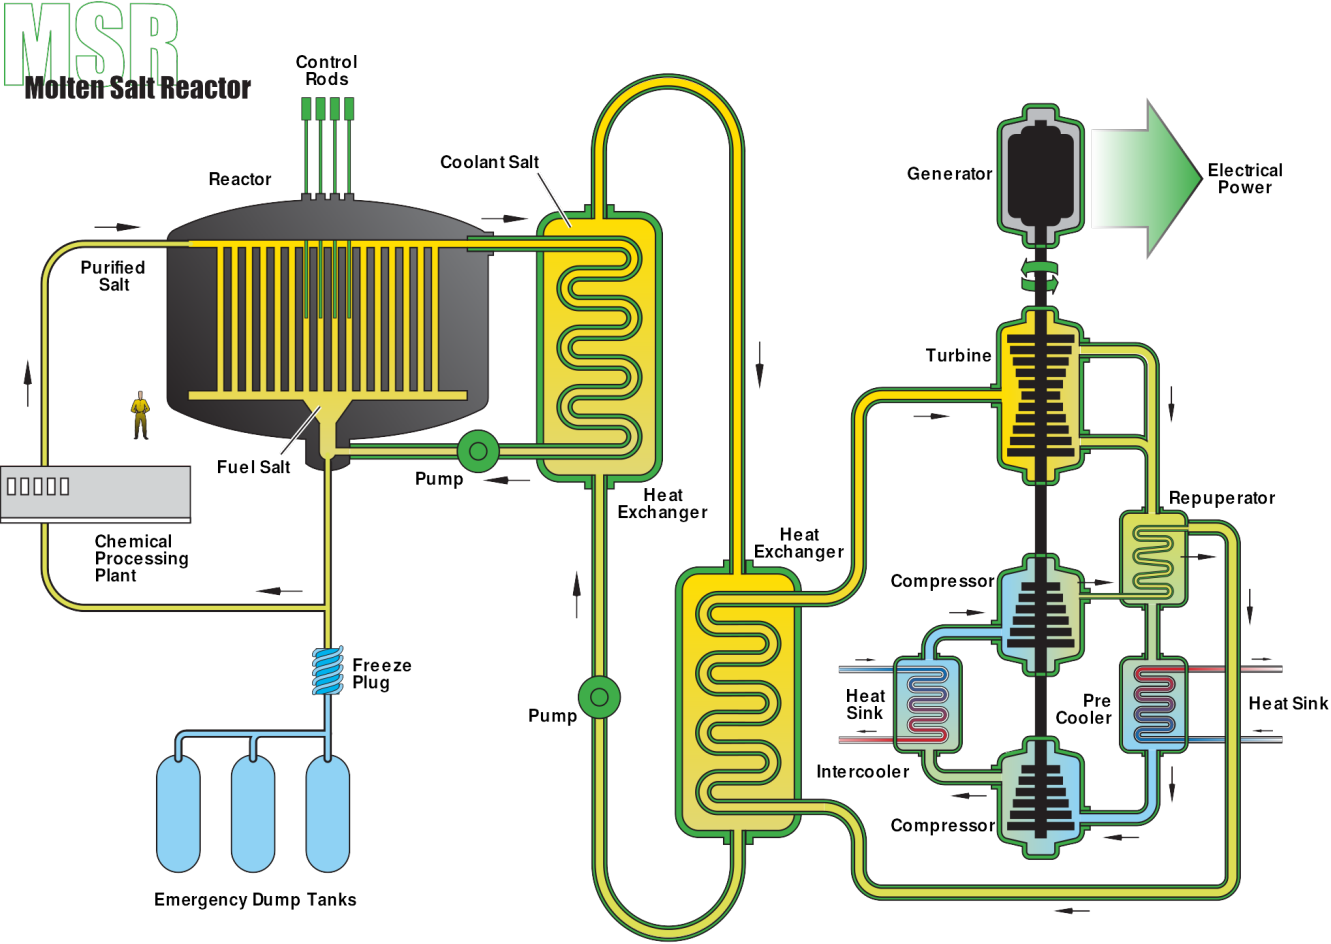 MSR
Molten Salt Reactor
Control
Rods
Reactor
Coolant Salt
Generator
Electrical
Power
Purified
Salt
Turbine
Fuel Salt
Pump
Heat
Exchanger
Repuperator
Chemical
Processing
Plant
Heat
Exchanger
Compressor
Freeze
Plug
Pump
Heat
Sink
Pre
Cooler
Heat Sink
Intercooler
Compressor
Emergency Dump Tanks